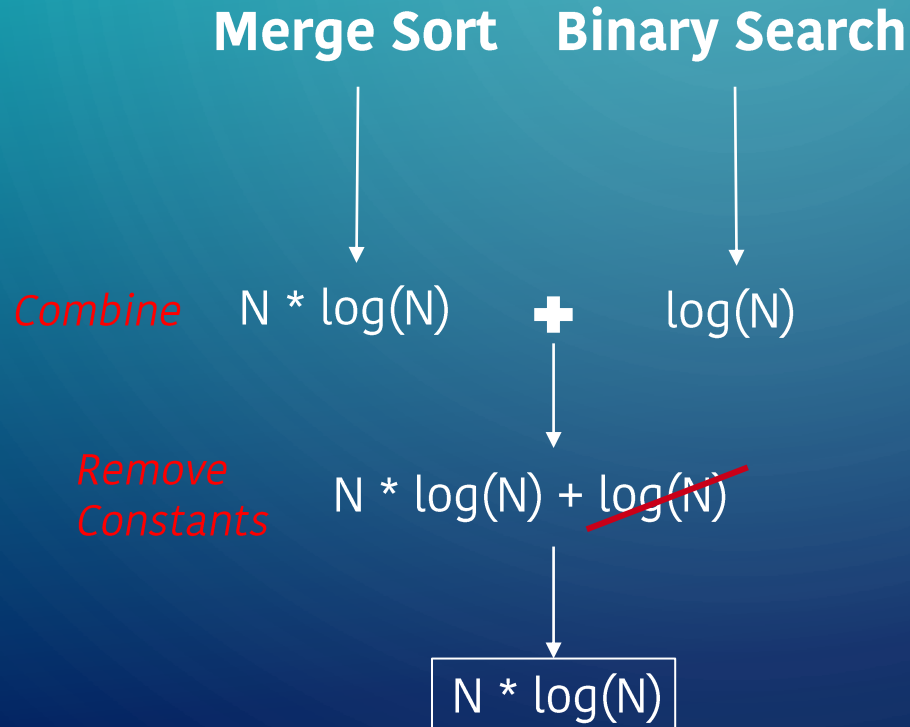 Merge Sort Binary Search
Combine N * log(N) + log(N)
Remove
Constants
N * log(N) + log(N)
N * log(N)